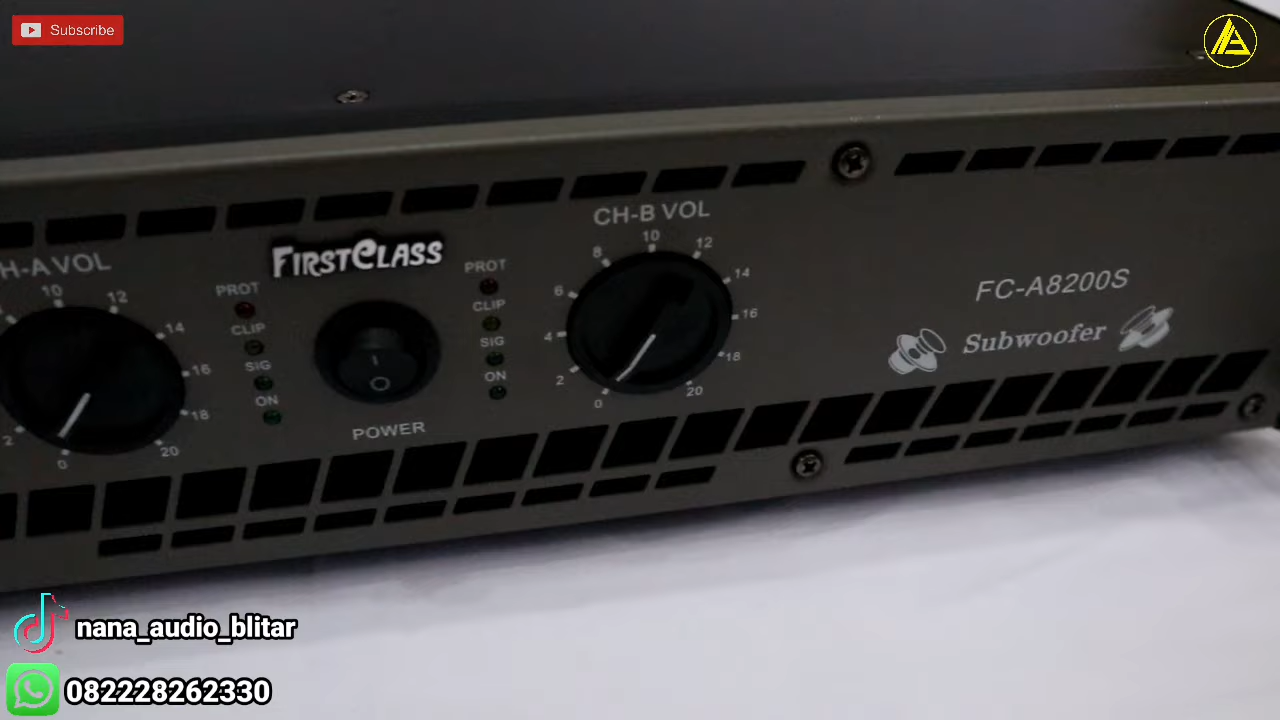 Subscribe
CH-B VOL
0 2 4 6 8 10 12 14 16 18 20
H-A VOL
2 0 10 12 14 16 18 20
FIRSTCLASS
PROT
CLIP
SIG
ON
PROT
CLIP
SIG
ON
POWER
FC-A8200S
Subwoofer
nana_audio_blitar
082228262330